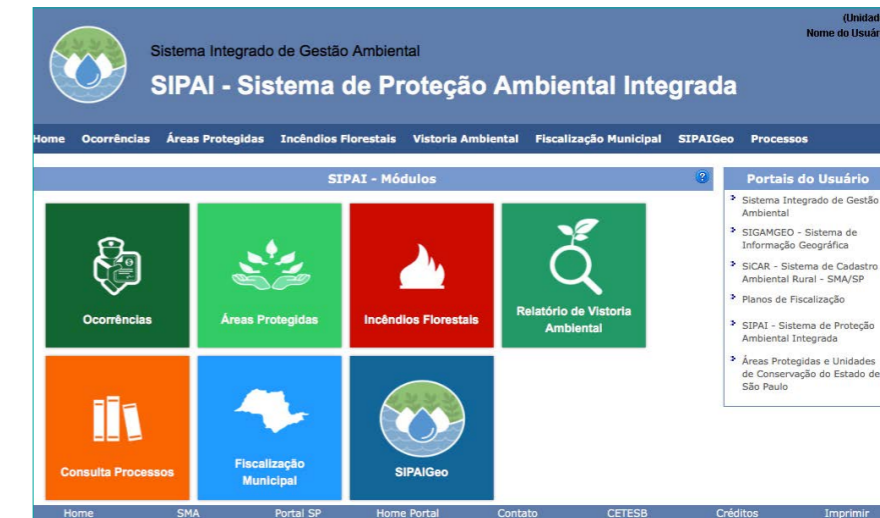 (Unidad
Nome do Usuár
Sistema Integrado de Gestão Ambiental
SIPAI - Sistema de Proteção Ambiental Integrada
Home Ocorrências Áreas Protegidas Incêndios Florestais Vistoria Ambiental Fiscalização Municipal SIPAIGeo Processos
SIPAI - Módulos
?
Ocorrências
Áreas Protegidas
Incêndios Florestais
Relatório de Vistoria
Ambiental
Consulta Processos
Fiscalização
Municipal
SIPAIGeo
Portais do Usuário
Sistema Integrado de Gestão
Ambiental
SIGAMGEO - Sistema de
Informação Geográfica
SiCAR - Sistema de Cadastro
Ambiental Rural - SMA/SP
Planos de Fiscalização
SIPAI - Sistema de Proteção
Ambiental Integrada
Áreas Protegidas e Unidades
de Conservação do Estado de
São Paulo
Home SMA Portal SP Home Portal Contato CETESB Créditos Imprimir